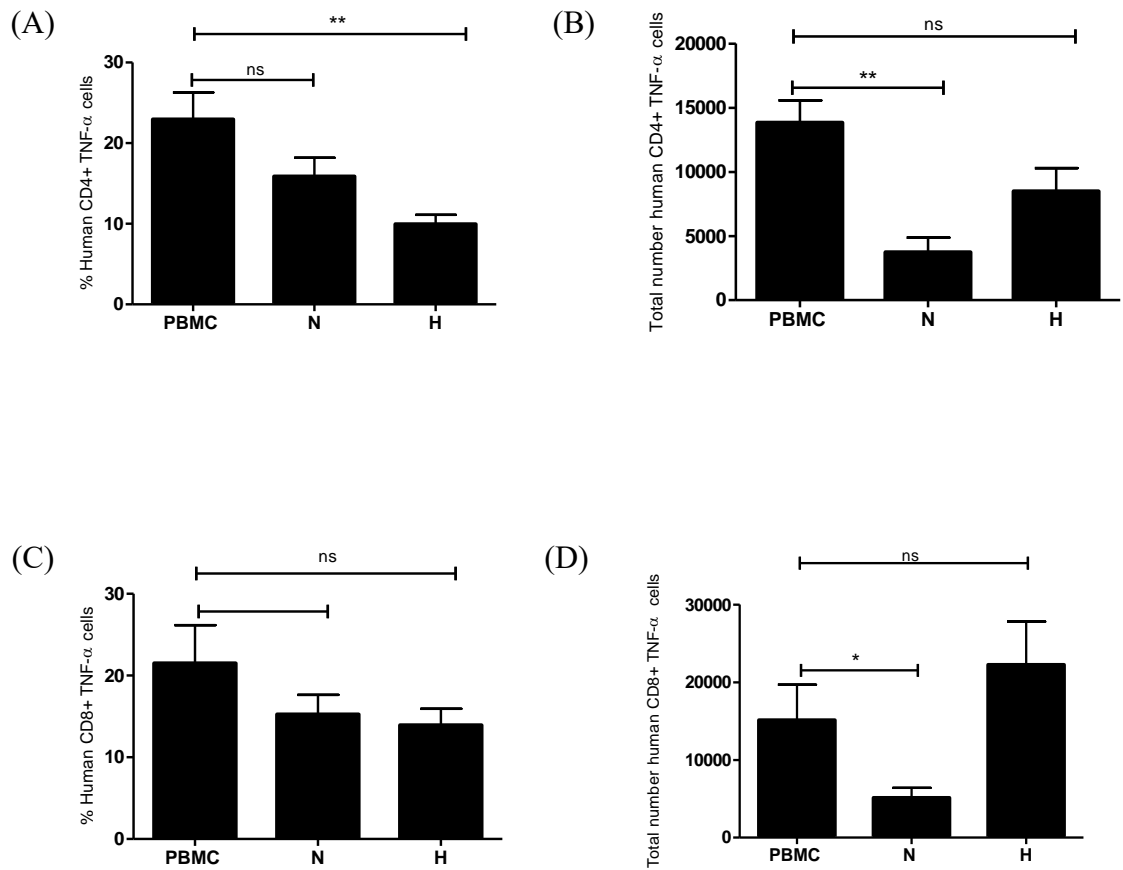 (A)
**
ns
% Human CD4+ TNF-α cells
30
20
10
0
PBMC N H
(B)
ns
**
Total number human CD4+ TNF-α cells
20000
15000
10000
5000
0
PBMC N H
(C)
ns
% Human CD8+ TNF-α cells
30
20
10
0
PBMC N H
(D)
ns
*
Total number human CD8+ TNF-α cells
30000
20000
10000
0
PBMC N H